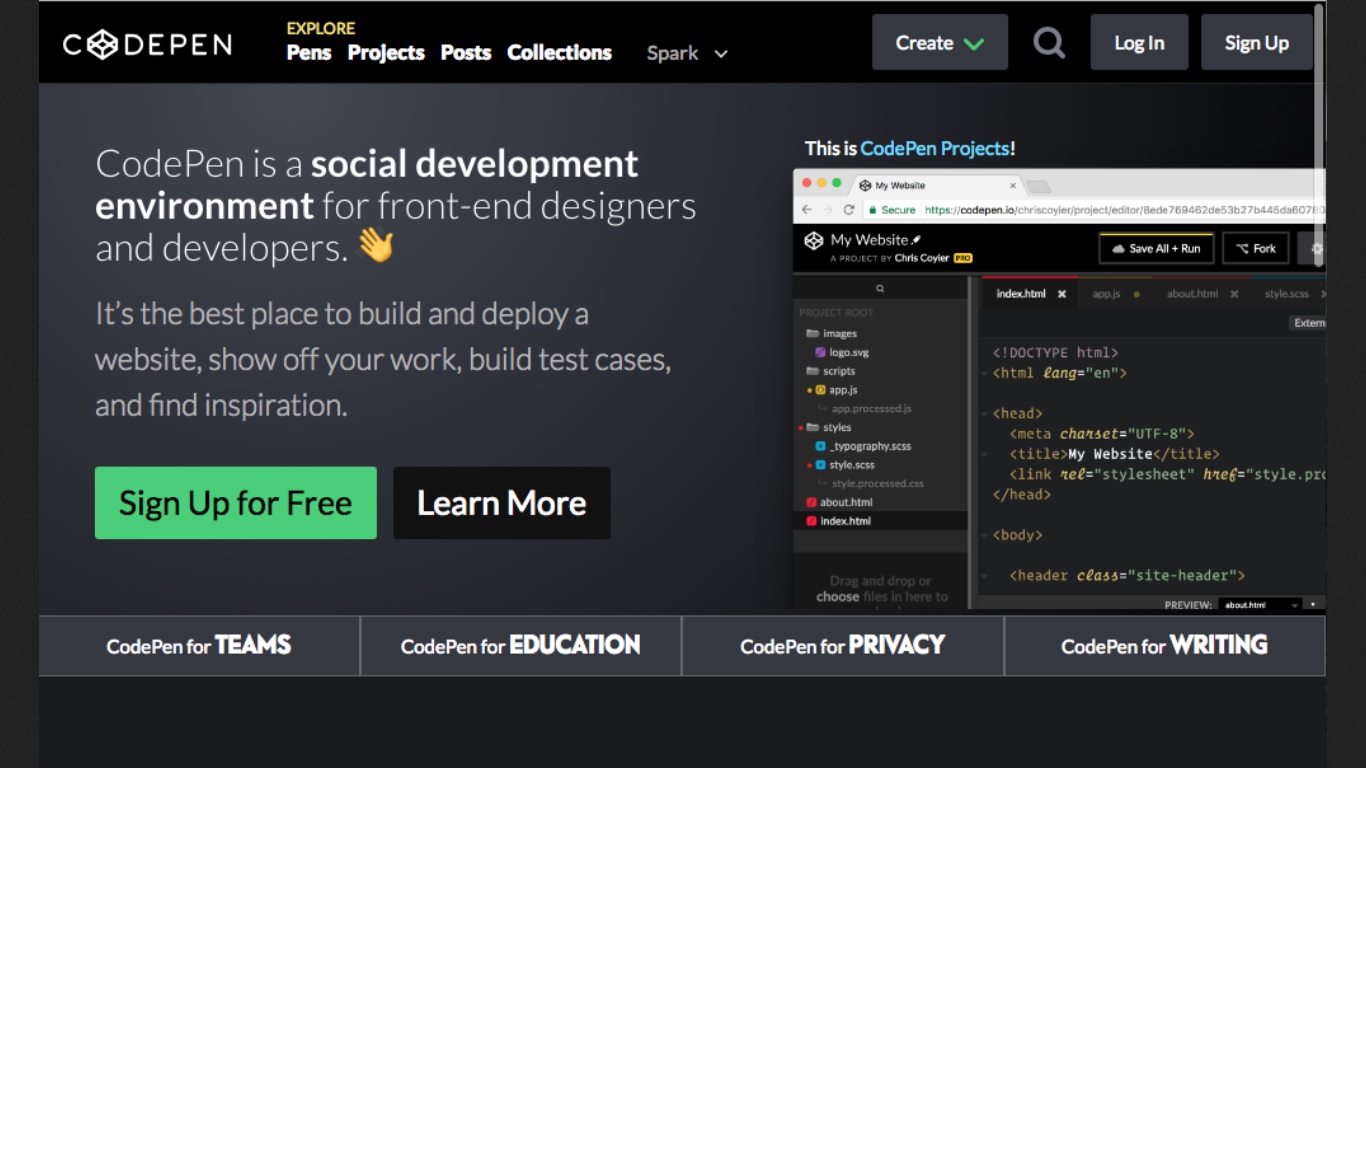 CODEPEN
EXPLORE
Pens Projects Posts Collections
Spark
Create
Log In
Sign Up
CodePen is a social development
environment for front-end designers
and developers. 👋
It's the best place to build and deploy a
website, show off your work, build test cases,
and find inspiration.
Sign Up for Free
Learn More
This is CodePen Projects!
My Website
Secure https://codepen.io/chriscoyier/project/editor/8ede769462de53b27b445da60780
My Website
A PROJECT BY Chris Coyier PRO
Save All + Run
Fork
PROJECT ROOT
images
logo.svg
scripts
app.js
app.processed.js
styles
_typography.scss
style.scss
style.processed.css
about.html
index.html
Drag and drop or
choose files in here to
index.html
app.js
about.html
style.scss
Extern
<!DOCTYPE html>
<html lang="en">
<head>
<meta charset="UTF-8">
<title>My Website</title>
<link rel="stylesheet" href="style.pro
</head>
<body>
<header class="site-header">
PREVIEW: about.html
CodePen for TEAMS
CodePen for EDUCATION
CodePen for PRIVACY
CodePen for WRITING